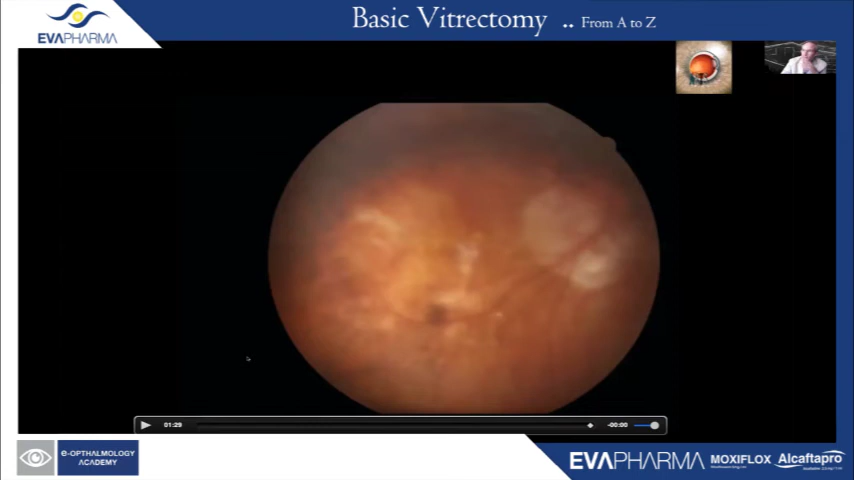 Basic Vitrectomy .. From A to Z
EVAPHARMA
01:29
-00:00
e-OPTHALMOLOGY
ACADEMY
EVAPHARMA
MOXIFLOX
Alcaftapro